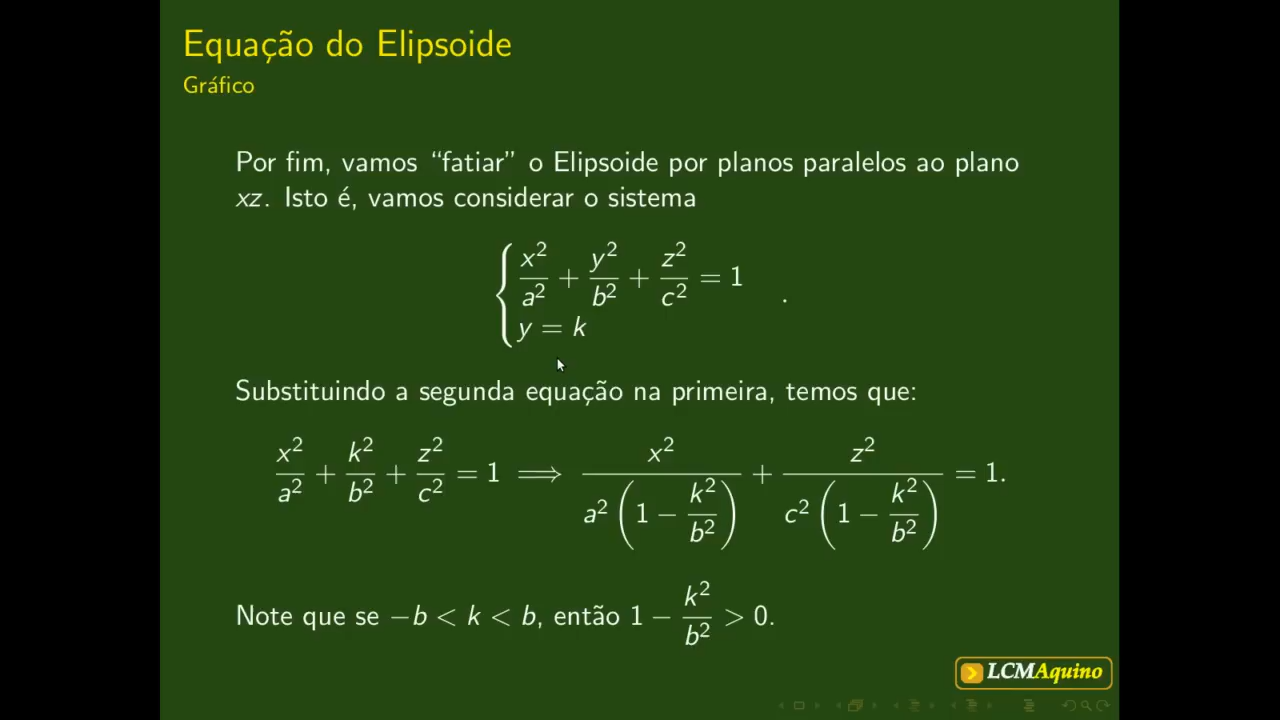 Equação do Elipsoide
Gráfico
Por fim, vamos “fatiar” o Elipsoide por planos paralelos ao plano
xz. Isto é, vamos considerar o sistema
{ x²/a² + y²/b² + z²/c² = 1
y = k .
Substituindo a segunda equação na primeira, temos que:
x²/a² + k²/b² + z²/c² = 1 ⟹ x²/(a²(1 − k²/b²)) + z²/(c²(1 − k²/b²)) = 1.
Note que se −b < k < b, então 1 − k²/b² > 0.
LCMAquino